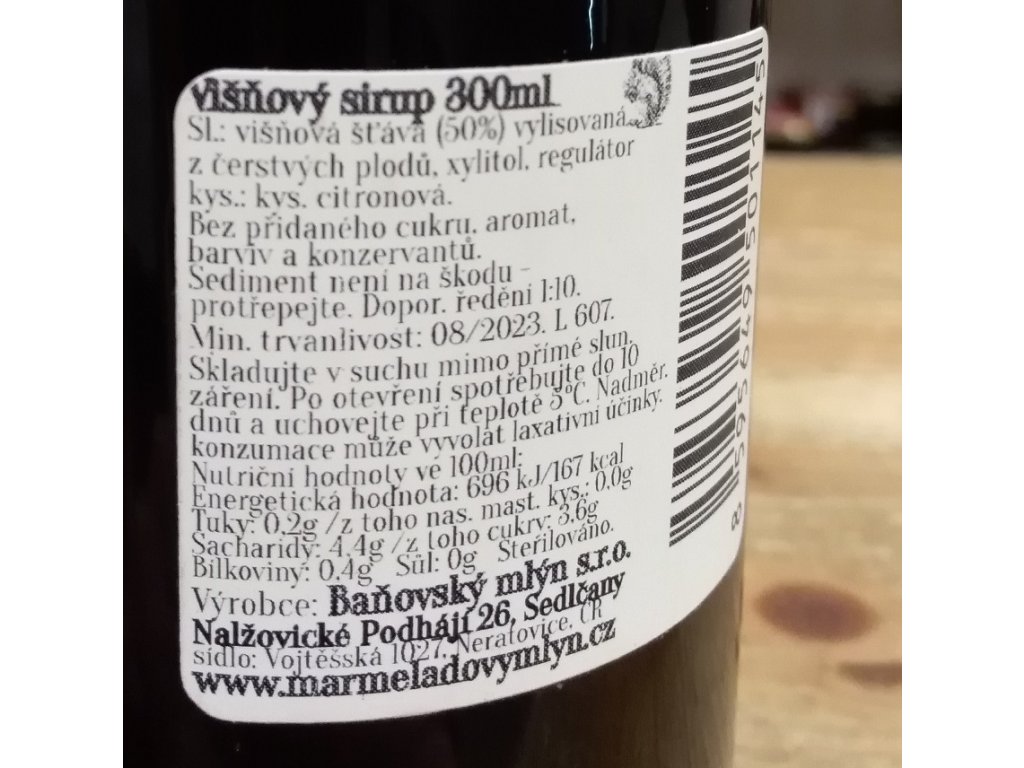 višňový sirup 300ml
Sl.: višňová šťáva (50%) vylisovaná
z čerstvých plodů, xylitol, regulátor
kys.: kys. citronová.
Bez přidaného cukru, aromat,
barviv a konzervantů.
Sediment není na škodu -
protřepejte. Dopor. ředění 1:10.
Min. trvanlivost: 08/2023. L 607.
Skladujte v suchu mimo přímé slun.
záření. Po otevření spotřebujte do 10
dnů a uchovejte při teplotě 5°C. Nadměr.
konzumace může vyvolat laxativní účinky.
Nutriční hodnoty ve 100ml:
Energetická hodnota: 696 kJ/167 kcal
Tuky: 0,2g /z toho nas. mast. kys.: 0,0g
Sacharidy: 4,4g /z toho cukry: 3,6g
Bílkoviny: 0,4g Sůl: 0g Sterilováno.
Výrobce: Baňovský mlýn s.r.o.
Nalžovické Podhájí 26, Sedlčany
sídlo: Vojtěšská 1027, Neratovice, ČR
www.marmeladovymlyn.cz
8 595649 501145